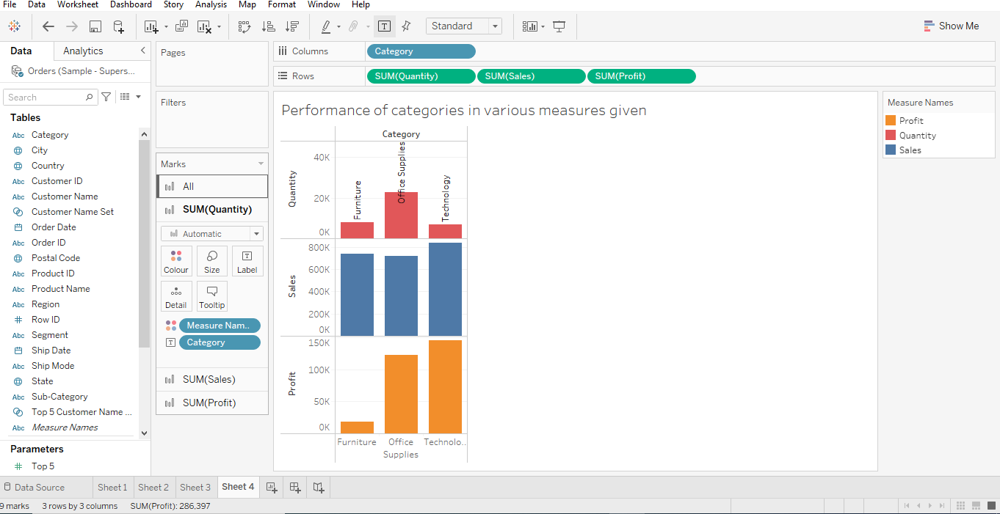 File Data Worksheet Dashboard Story Analysis Map Format Window Help
Standard
Show Me
Data Analytics
Orders (Sample - Supers...
Search
Tables
Abc Category
City
Country
Abc Customer ID
Abc Customer Name
Customer Name Set
Order Date
Abc Order ID
Postal Code
Abc Product ID
Abc Product Name
Abc Region
Row ID
Abc Segment
Ship Date
Abc Ship Mode
State
Abc Sub-Category
Top 5 Customer Name ...
Abc Measure Names
Parameters
Top 5
Pages
Filters
Marks
All
SUM(Quantity)
Automatic
Colour Size Label
Detail Tooltip
Measure Nam..
Category
SUM(Sales)
SUM(Profit)
Columns Category
Rows SUM(Quantity) SUM(Sales) SUM(Profit)
Performance of categories in various measures given
Category
Quantity
40K
20K
0K
Furniture
Office Supplies
Technology
Sales
800K
600K
400K
200K
0K
Profit
150K
100K
50K
0K
Furniture Office Technolo..
Supplies
Measure Names
Profit
Quantity
Sales
Data Source Sheet 1 Sheet 2 Sheet 3 Sheet 4
9 marks 3 rows by 3 columns SUM(Profit): 286,397